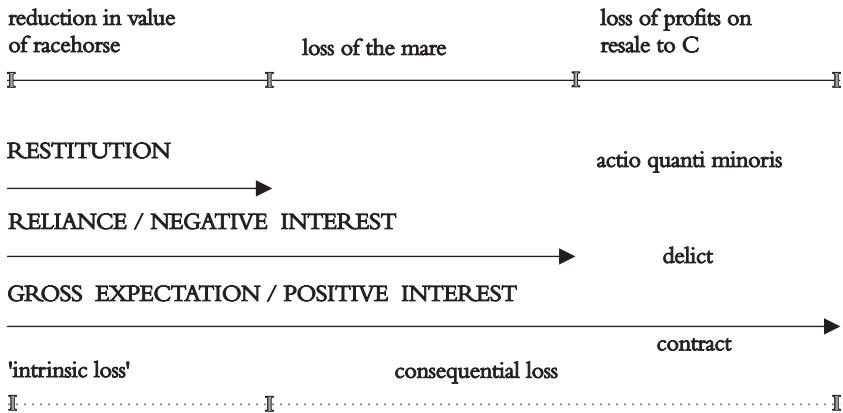 reduction in value
of racehorse
loss of the mare
loss of profits on
resale to C
RESTITUTION
actio quanti minoris
RELIANCE / NEGATIVE INTEREST
delict
GROSS EXPECTATION / POSITIVE INTEREST
contract
'intrinsic loss'
consequential loss